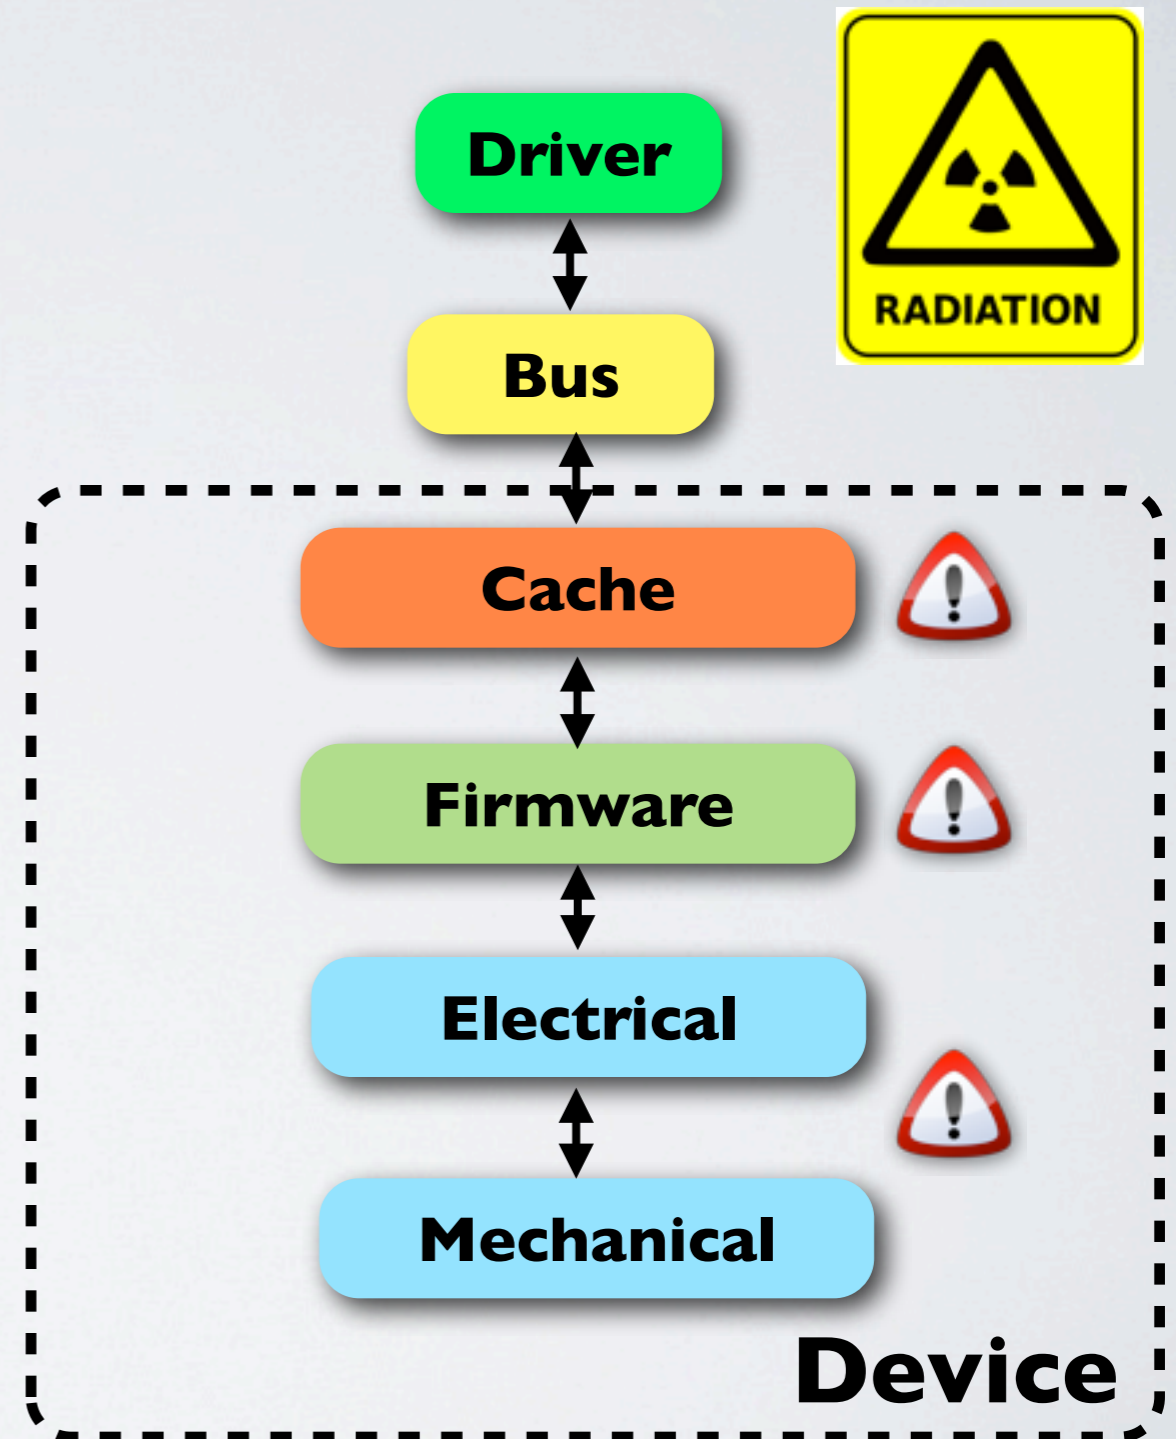 Driver
RADIATION
Bus
Cache
Firmware
Electrical
Mechanical
Device